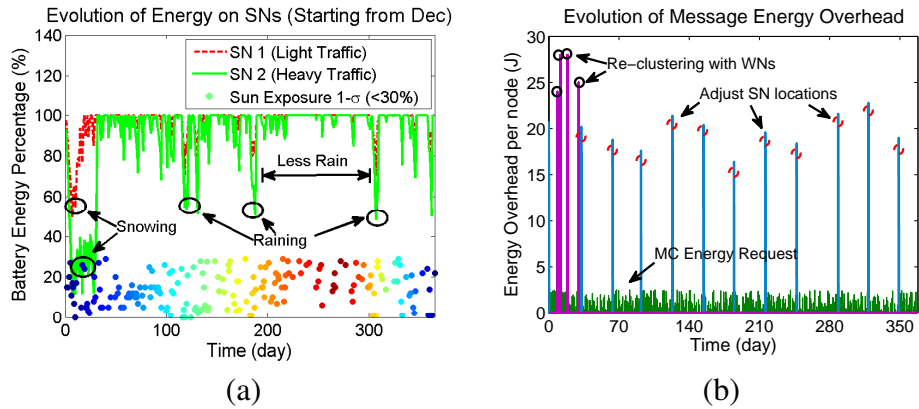 Evolution of Energy on SNs (Starting from Dec)
140
120
100
80
60
40
20
0
Battery Energy Percentage (%)
SN 1 (Light Traffic)
SN 2 (Heavy Traffic)
Sun Exposure 1-σ (<30%)
Less Rain
Snowing
Raining
0
100
200
300
Time (day)
(a)
Evolution of Message Energy Overhead
30
25
20
15
10
5
0
Energy Overhead per node (J)
Re-clustering with WNs
Adjust SN locations
MC Energy Request
0
70
140
210
280
350
Time (day)
(b)